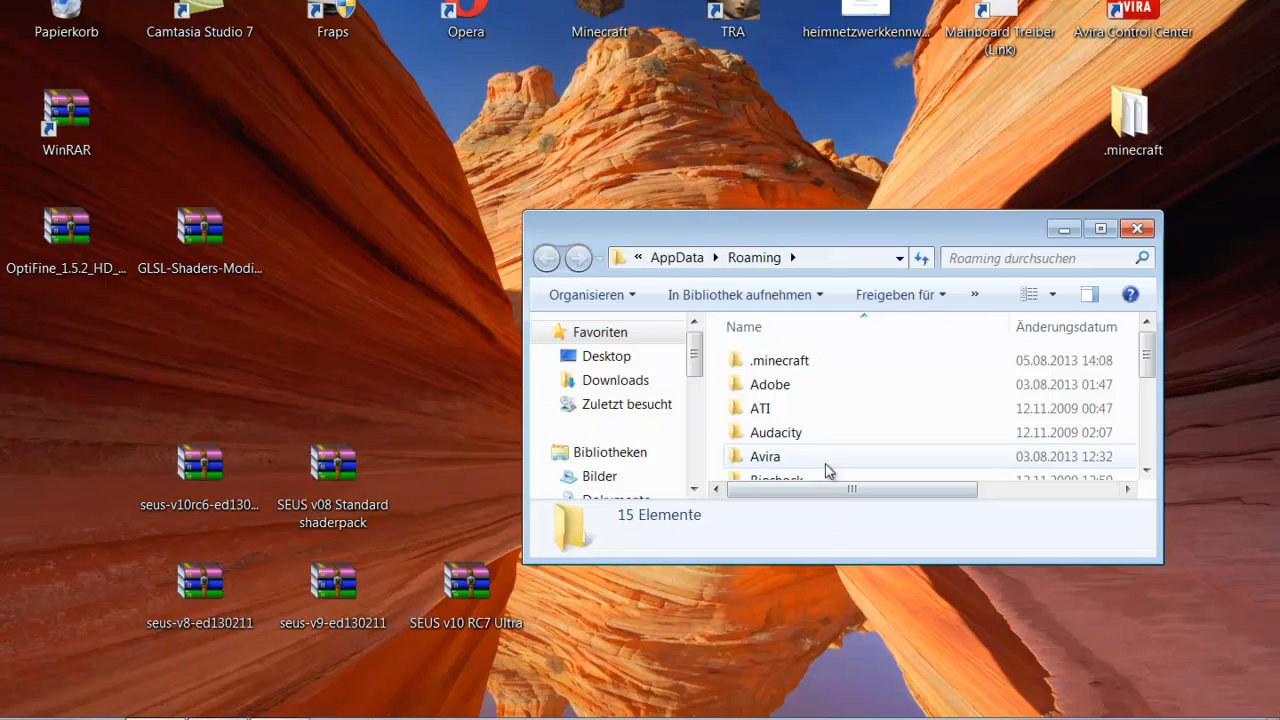 Papierkorb
Camtasia Studio 7
Fraps
Opera
Minecraft
TRA
heimnetzwerkkennw...
Mainboard Treiber
(Link)
VIRA
Avira Control Center
WinRAR
.minecraft
OptiFine_1.5.2_HD_...
GLSL-Shaders-Modi...
« AppData Roaming
Roaming durchsuchen
Organisieren
In Bibliothek aufnehmen
Freigeben für
»
Name
Änderungsdatum
Favoriten
Desktop
Downloads
Zuletzt besucht
Bibliotheken
Bilder
Dokumente
.minecraft 05.08.2013 14:08
Adobe 03.08.2013 01:47
ATI 12.11.2009 00:47
Audacity 12.11.2009 02:07
Avira 03.08.2013 12:32
Bioshock 12.11.2009 12:59
15 Elemente
seus-v10rc6-ed130...
SEUS v08 Standard
shaderpack
seus-v8-ed130211
seus-v9-ed130211
SEUS v10 RC7 Ultra